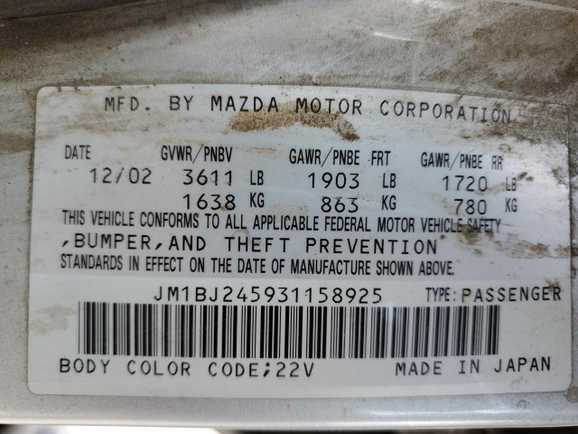 MFD. BY MAZDA MOTOR CORPORATION
DATE GVWR/PNBV GAWR/PNBE FRT GAWR/PNBE RR
12/02 3611 LB 1903 LB 1720 LB
1638 KG 863 KG 780 KG
THIS VEHICLE CONFORMS TO ALL APPLICABLE FEDERAL MOTOR VEHICLE SAFETY
,BUMPER,AND THEFT PREVENTION
STANDARDS IN EFFECT ON THE DATE OF MANUFACTURE SHOWN ABOVE.
JM1BJ245931158925 TYPE:PASSENGER
BODY COLOR CODE;22V MADE IN JAPAN